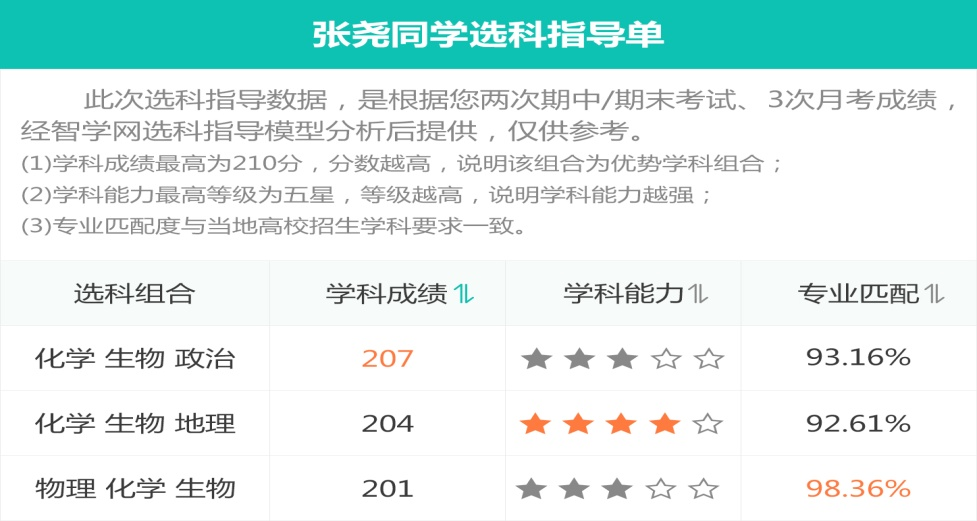 张尧同学选科指导单
此次选科指导数据，是根据您两次期中/期末考试、3次月考成绩，
经智学网选科指导模型分析后提供，仅供参考。
(1)学科成绩最高为210分，分数越高，说明该组合为优势学科组合；
(2)学科能力最高等级为五星，等级越高，说明学科能力越强；
(3)专业匹配度与当地高校招生学科要求一致。
选科组合 学科成绩 学科能力 专业匹配
化学 生物 政治 207 ★★★☆☆ 93.16%
化学 生物 地理 204 ★★★★☆ 92.61%
物理 化学 生物 201 ★★★☆☆ 98.36%